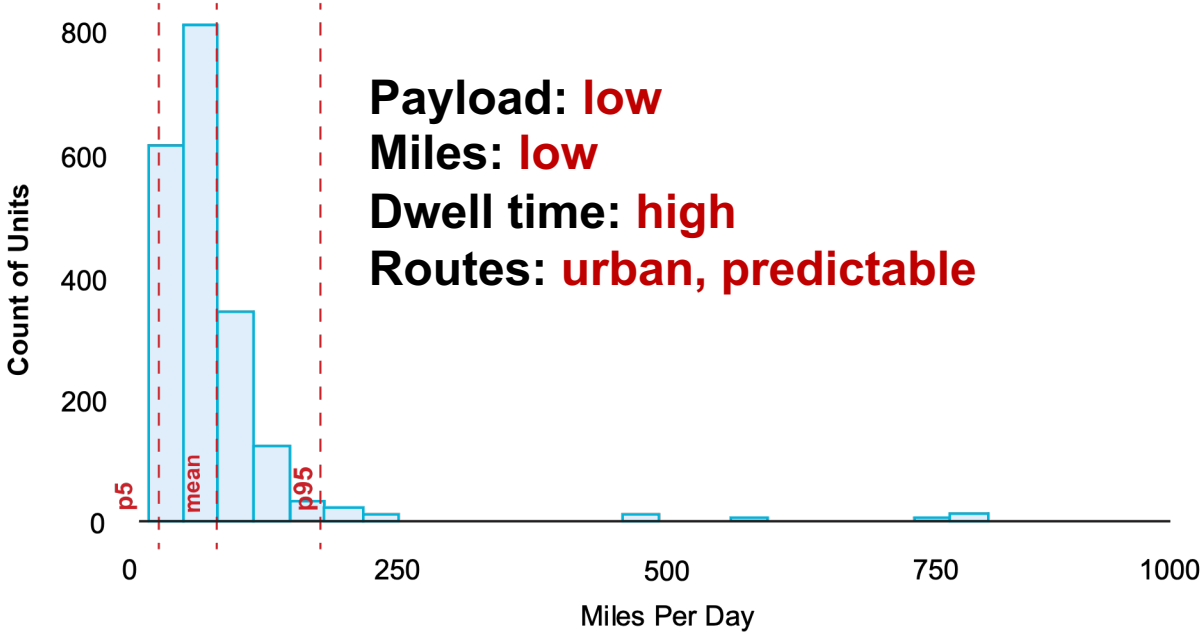 800
600
400
200
0
Count of Units
Payload: low
Miles: low
Dwell time: high
Routes: urban, predictable
p5
mean
p95
0
250
500
750
1000
Miles Per Day